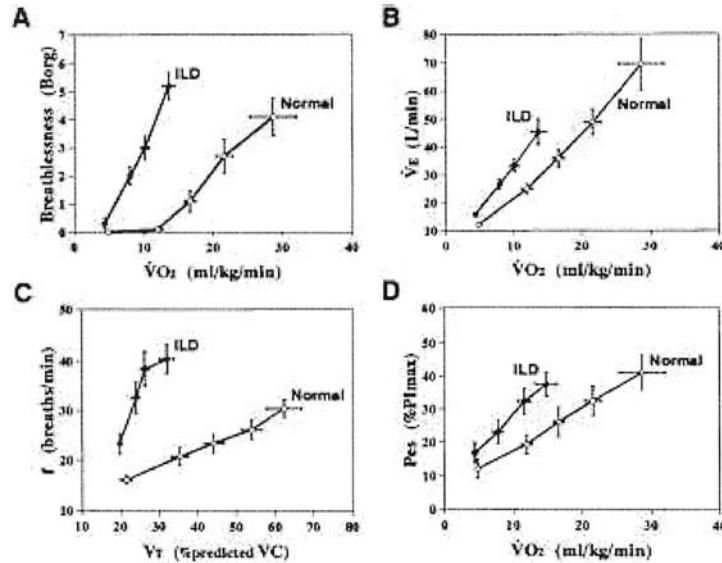 A
Breathlessness (Borg)
7
6
5
4
3
2
1
0
ILD
Normal
0 10 20 30 40
V̇O₂ (ml/kg/min)
B
V̇E (L/min)
80
70
60
50
40
30
20
10
ILD
Normal
0 10 20 30 40
V̇O₂ (ml/kg/min)
C
f (breaths/min)
50
40
30
20
10
ILD
Normal
10 20 30 40 50 60 70 80
VT (%predicted VC)
D
Pes (%PImax)
60
40
30
20
10
0
ILD
Normal
0 10 20 30 40
V̇O₂ (ml/kg/min)